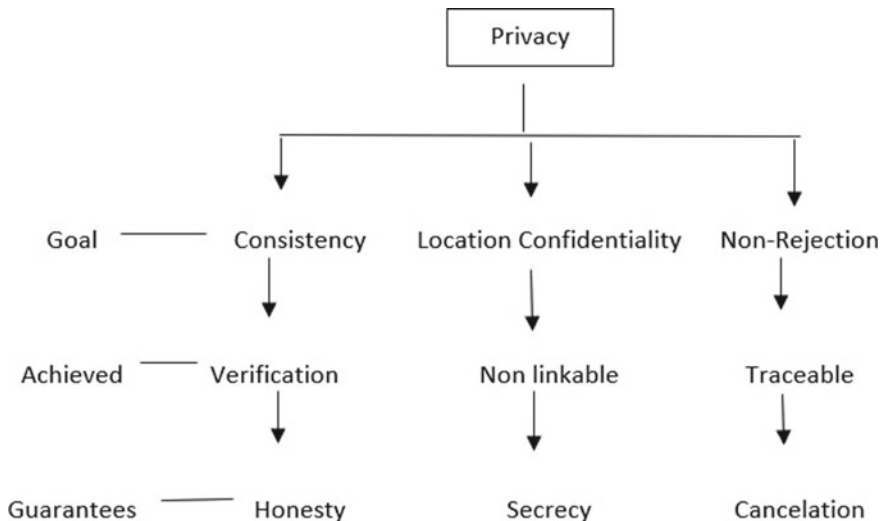 Privacy
Goal Consistency Location Confidentiality Non-Rejection
Achieved Verification Non linkable Traceable
Guarantees Honesty Secrecy Cancelation